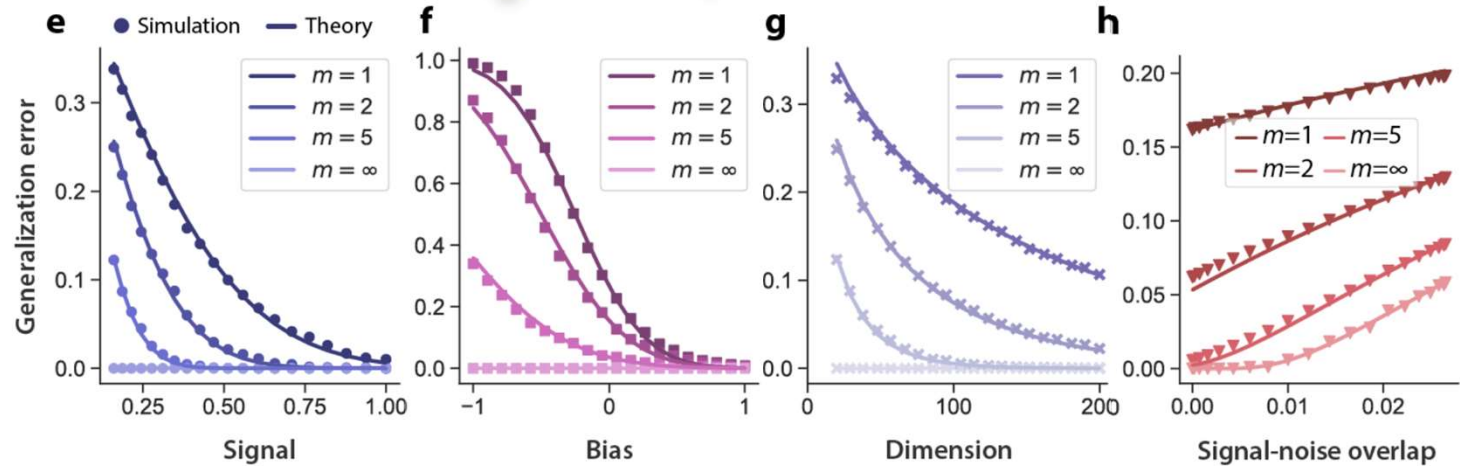 e
Simulation
Theory
f
g
h
Generalization error
0.3
0.2
0.1
0.0
m = 1
m = 2
m = 5
m = ∞
0.25 0.50 0.75 1.00
Signal
1.0
0.8
0.6
0.4
0.2
0.0
m = 1
m = 2
m = 5
m = ∞
−1 0 1
Bias
0.3
0.2
0.1
0.0
m = 1
m = 2
m = 5
m = ∞
0 100 200
Dimension
0.20
0.15
0.10
0.05
0.00
m=1 m=5
m=2 m=∞
0.00 0.01 0.02
Signal-noise overlap